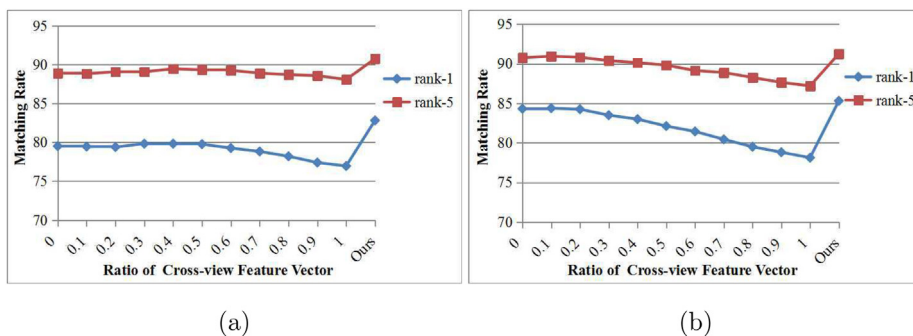 95
90
85
80
75
70
Matching Rate
0 0.1 0.2 0.3 0.4 0.5 0.6 0.7 0.8 0.9 1 Ours
Ratio of Cross-view Feature Vector
rank-1
rank-5
(a)
95
90
85
80
75
70
Matching Rate
0 0.1 0.2 0.3 0.4 0.5 0.6 0.7 0.8 0.9 1 Ours
Ratio of Cross-view Feature Vector
rank-1
rank-5
(b)